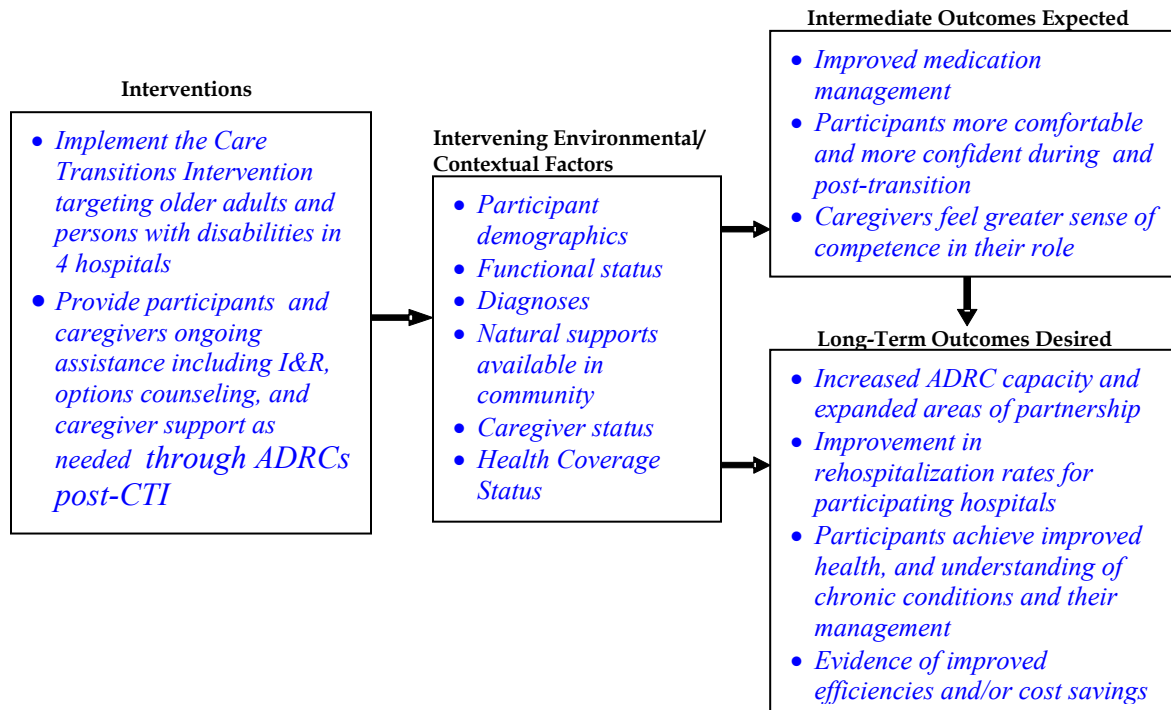 Interventions
• Implement the Care
Transitions Intervention
targeting older adults and
persons with disabilities in
4 hospitals
• Provide participants and
caregivers ongoing
assistance including I&R,
options counseling, and
caregiver support as
needed through ADRCs
post-CTI
Intervening Environmental/
Contextual Factors
• Participant
demographics
• Functional status
• Diagnoses
• Natural supports
available in
community
• Caregiver status
• Health Coverage
Status
Intermediate Outcomes Expected
• Improved medication
management
• Participants more comfortable
and more confident during and
post-transition
• Caregivers feel greater sense of
competence in their role
Long-Term Outcomes Desired
• Increased ADRC capacity and
expanded areas of partnership
• Improvement in
rehospitalization rates for
participating hospitals
• Participants achieve improved
health, and understanding of
chronic conditions and their
management
• Evidence of improved
efficiencies and/or cost savings